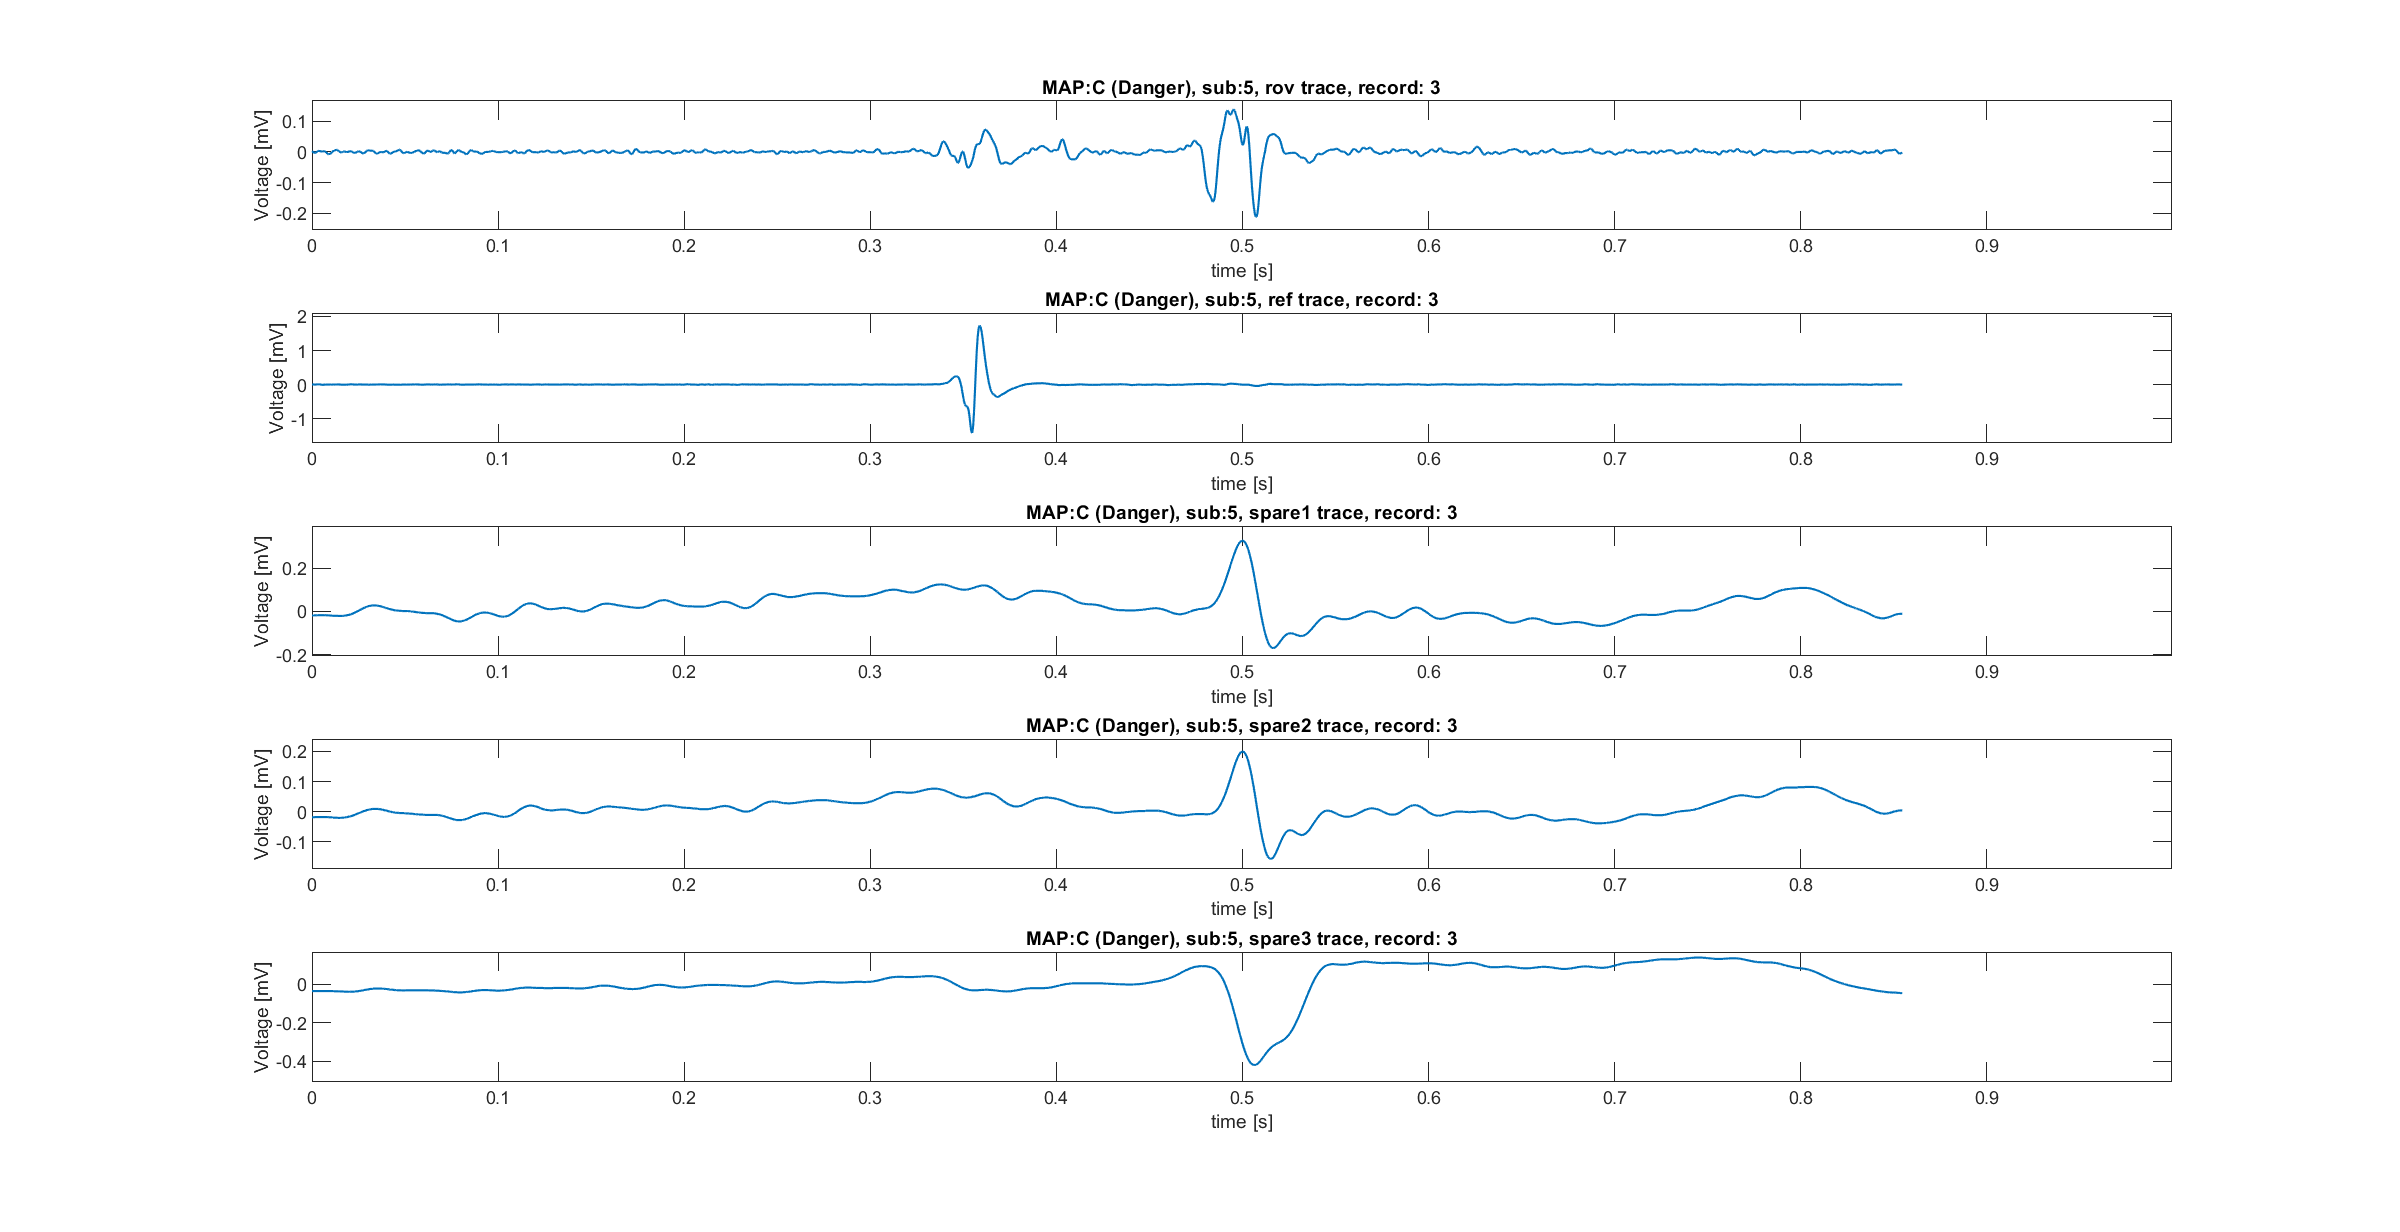 MAP:C (Danger), sub:5, rov trace, record: 3
Voltage [mV]
0.1
0
-0.1
-0.2
0 0.1 0.2 0.3 0.4 0.5 0.6 0.7 0.8 0.9
time [s]
MAP:C (Danger), sub:5, ref trace, record: 3
Voltage [mV]
2
1
0
-1
0 0.1 0.2 0.3 0.4 0.5 0.6 0.7 0.8 0.9
time [s]
MAP:C (Danger), sub:5, spare1 trace, record: 3
Voltage [mV]
0.2
0
-0.2
0 0.1 0.2 0.3 0.4 0.5 0.6 0.7 0.8 0.9
time [s]
MAP:C (Danger), sub:5, spare2 trace, record: 3
Voltage [mV]
0.2
0.1
0
-0.1
0 0.1 0.2 0.3 0.4 0.5 0.6 0.7 0.8 0.9
time [s]
MAP:C (Danger), sub:5, spare3 trace, record: 3
Voltage [mV]
0
-0.2
-0.4
0 0.1 0.2 0.3 0.4 0.5 0.6 0.7 0.8 0.9
time [s]